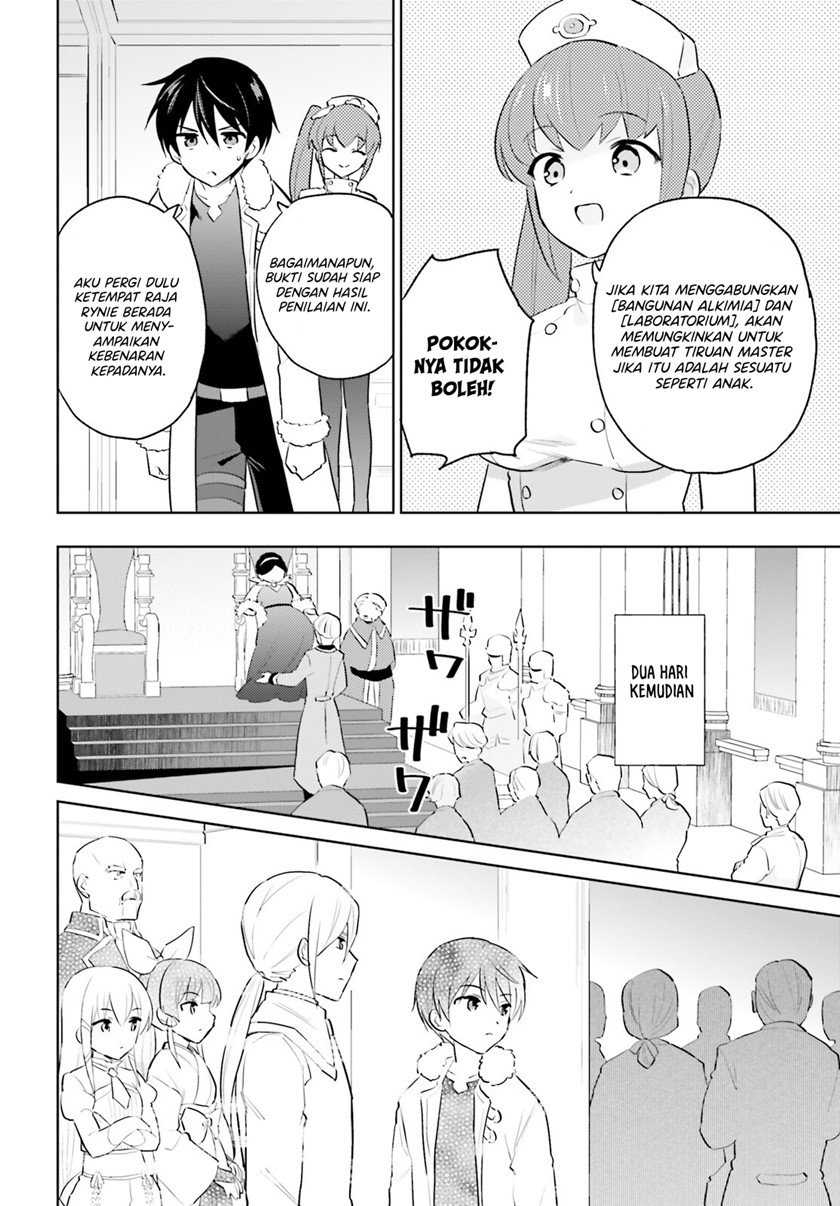 JIKA KITA MENGGABUNGKAN
[BANGUNAN ALKIMIA] DAN
[LABORATORIUM], AKAN
MEMUNGKINKAN UNTUK
MEMBUAT TIRUAN MASTER
JIKA ITU ADALAH SESUATU
SEPERTI ANAK.
POKOK-
NYA TIDAK
BOLEH!
BAGAIMANAPUN,
BUKTI SUDAH SIAP
DENGAN HASIL
PENILAIAN INI.
AKU PERGI DULU
KETEMPAT RAJA
RYNIE BERADA
UNTUK MENY-
AMPAIKAN
KEBENARAN
KEPADANYA.
DUA HARI
KEMUDIAN
ザワ
ザワ